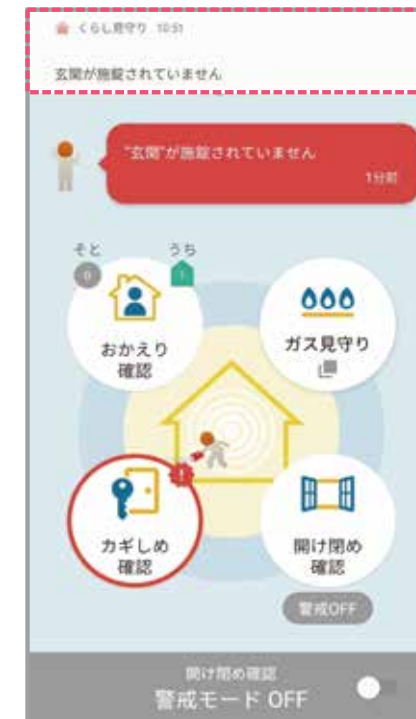 くらし見守り 10:51
玄関が施錠されていません
"玄関"が施錠されていません
1分前
そと
うち
0
1
おかえり
確認
ガス見守り
カギしめ
確認
開け閉め
確認
警戒OFF
開け閉め確認
警戒モード OFF